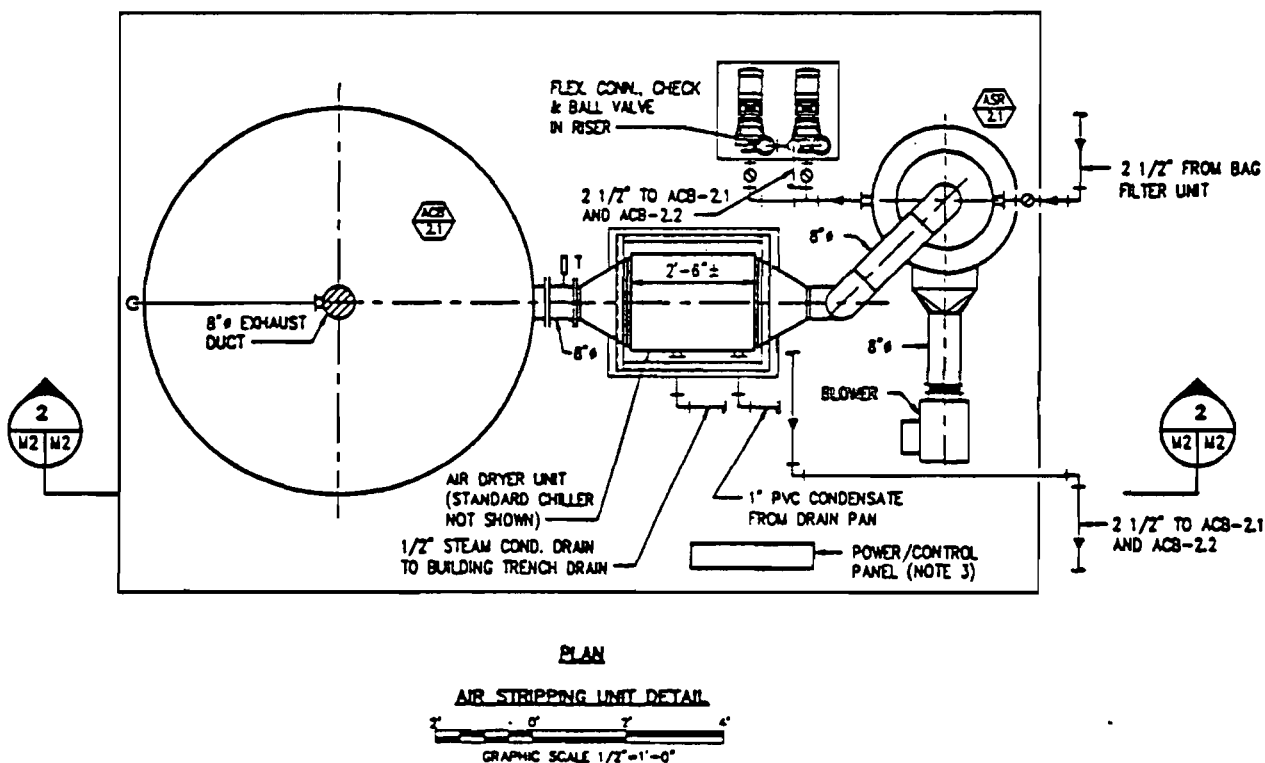 FLEX. CONN., CHECK
& BALL VALVE
IN RISER
ASR
2.1
2 1/2" FROM BAG
FILTER UNIT
2 1/2" TO ACB-2.1
AND ACB-2.2
ACB
2.1
8"ø
T
2'-6"±
8"ø EXHAUST
DUCT
8"ø
8"ø
BLOWER
2
M2 M2
2
M2 M2
AIR DRYER UNIT
(STANDARD CHILLER
NOT SHOWN)
1" PVC CONDENSATE
FROM DRAIN PAN
2 1/2" TO ACB-2.1
AND ACB-2.2
1/2" STEAM COND. DRAIN
TO BUILDING TRENCH DRAIN
POWER/CONTROL
PANEL (NOTE 3)
PLAN
AIR STRIPPING UNIT DETAIL
2' 0' 2' 4'
GRAPHIC SCALE 1/2"=1'-0"